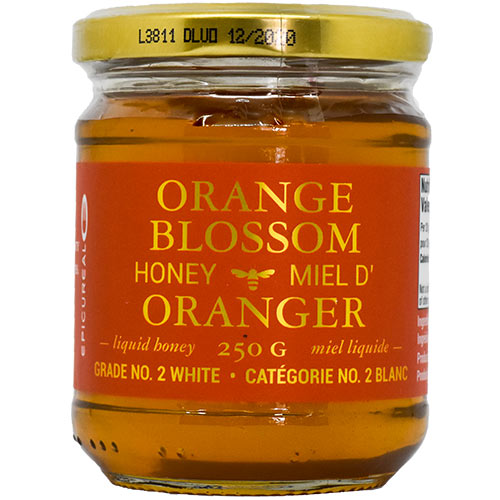 L3811 DLUO 12/2020
ORANGE
BLOSSOM
HONEY MIEL D'
ORANGER
liquid honey 250 G miel liquide
GRADE NO. 2 WHITE • CATÉGORIE NO. 2 BLANC
EPICUREAL